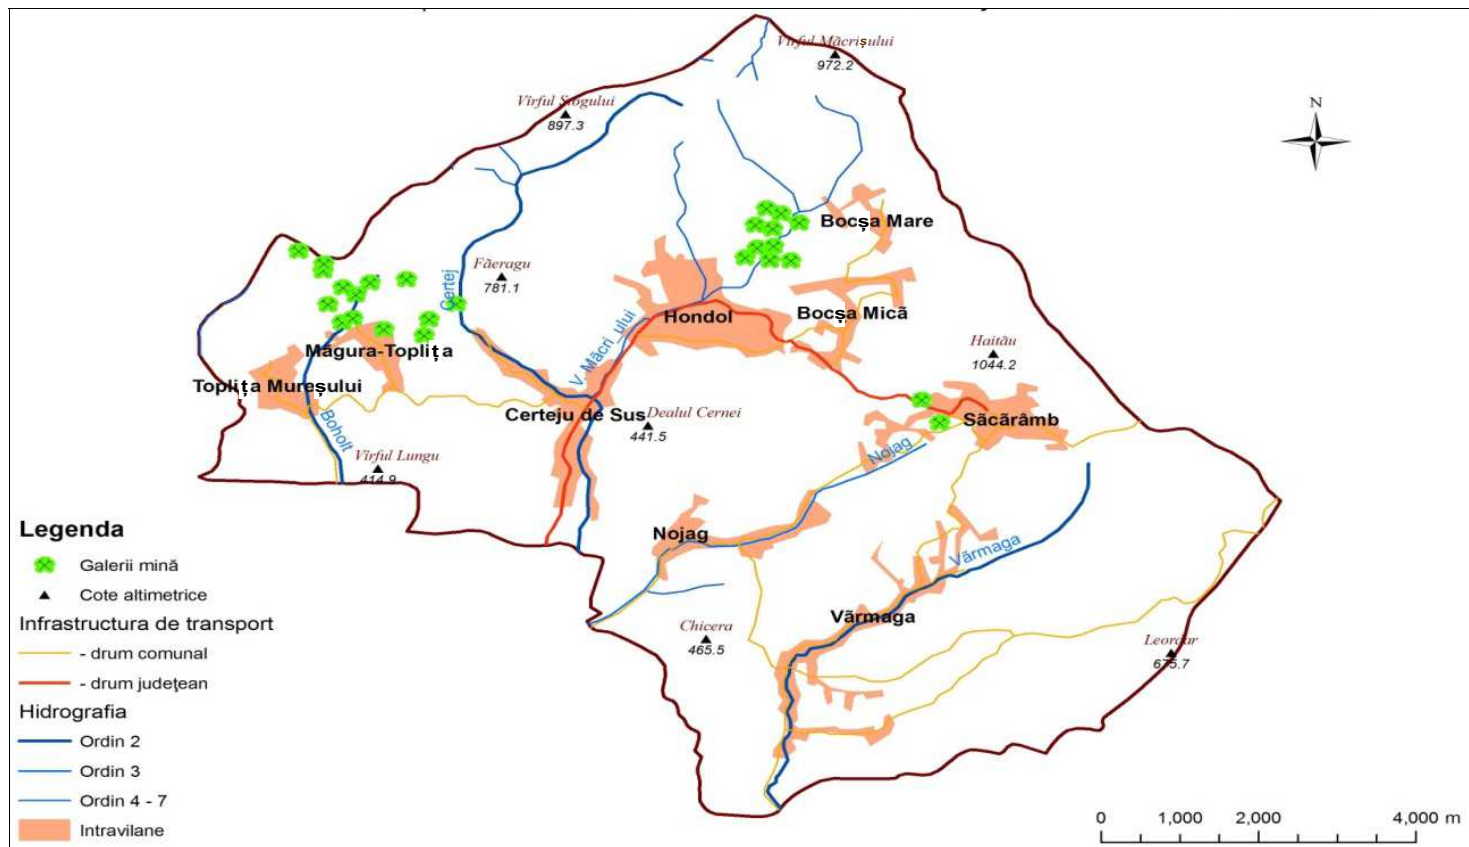 Vîrful Măcrișului
972.2
N
Vîrful Sîogului
897.3
Bocșa Mare
Făeragu
781.1
Certej
Bocșa Mică
Hondol
V. Măcri_ului
Măgura-Toplița
Haităŭ
1044.2
Toplița Mureșului
Certeju de Sus
Dealul Cernei
441.5
Săcărâmb
Boholt
Vîrful Lungu
414.9
Nojag
Nojag
Vărmaga
Vărmaga
Chicera
465.5
Leordar
675.7
Legenda
Galerii mină
Cote altimetrice
Infrastructura de transport
- drum comunal
- drum județean
Hidrografia
Ordin 2
Ordin 3
Ordin 4 - 7
Intravilane
0 1,000 2,000 4,000 m